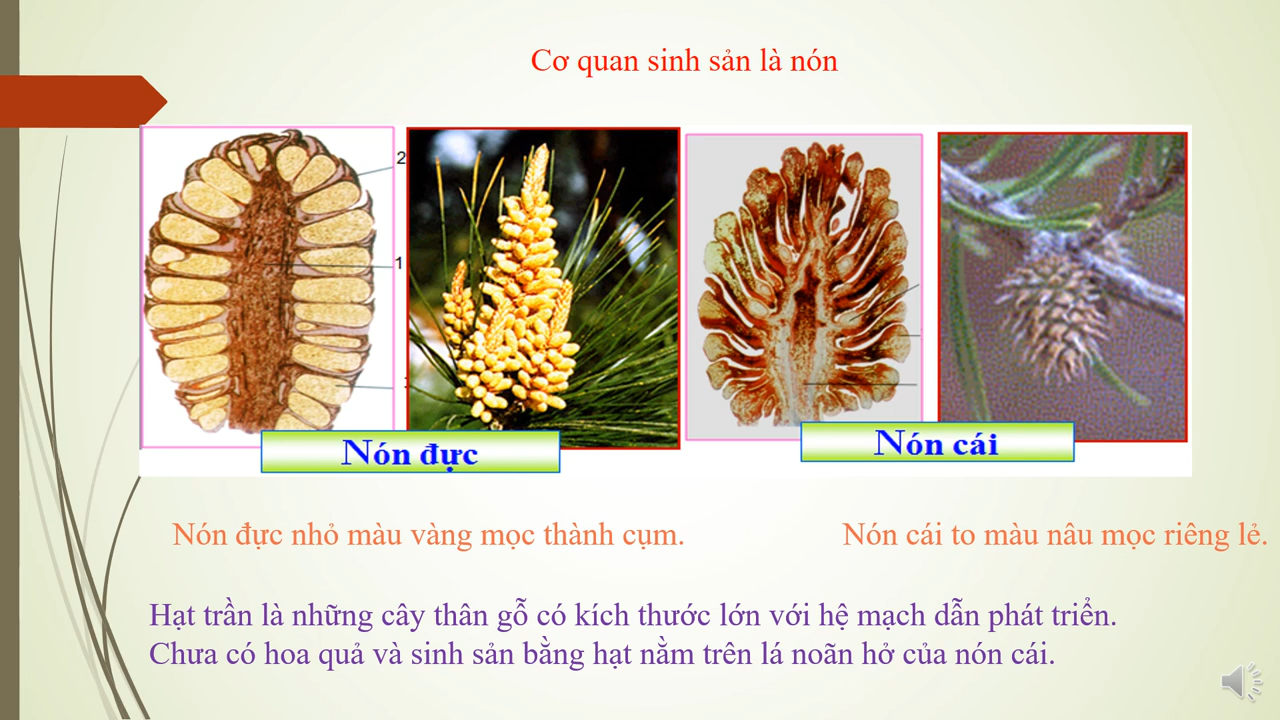 Cơ quan sinh sản là nón
2
1
Nón đực
Nón cái
Nón đực nhỏ màu vàng mọc thành cụm.
Nón cái to màu nâu mọc riêng lẻ.
Hạt trần là những cây thân gỗ có kích thước lớn với hệ mạch dẫn phát triển.
Chưa có hoa quả và sinh sản bằng hạt nằm trên lá noãn hở của nón cái.